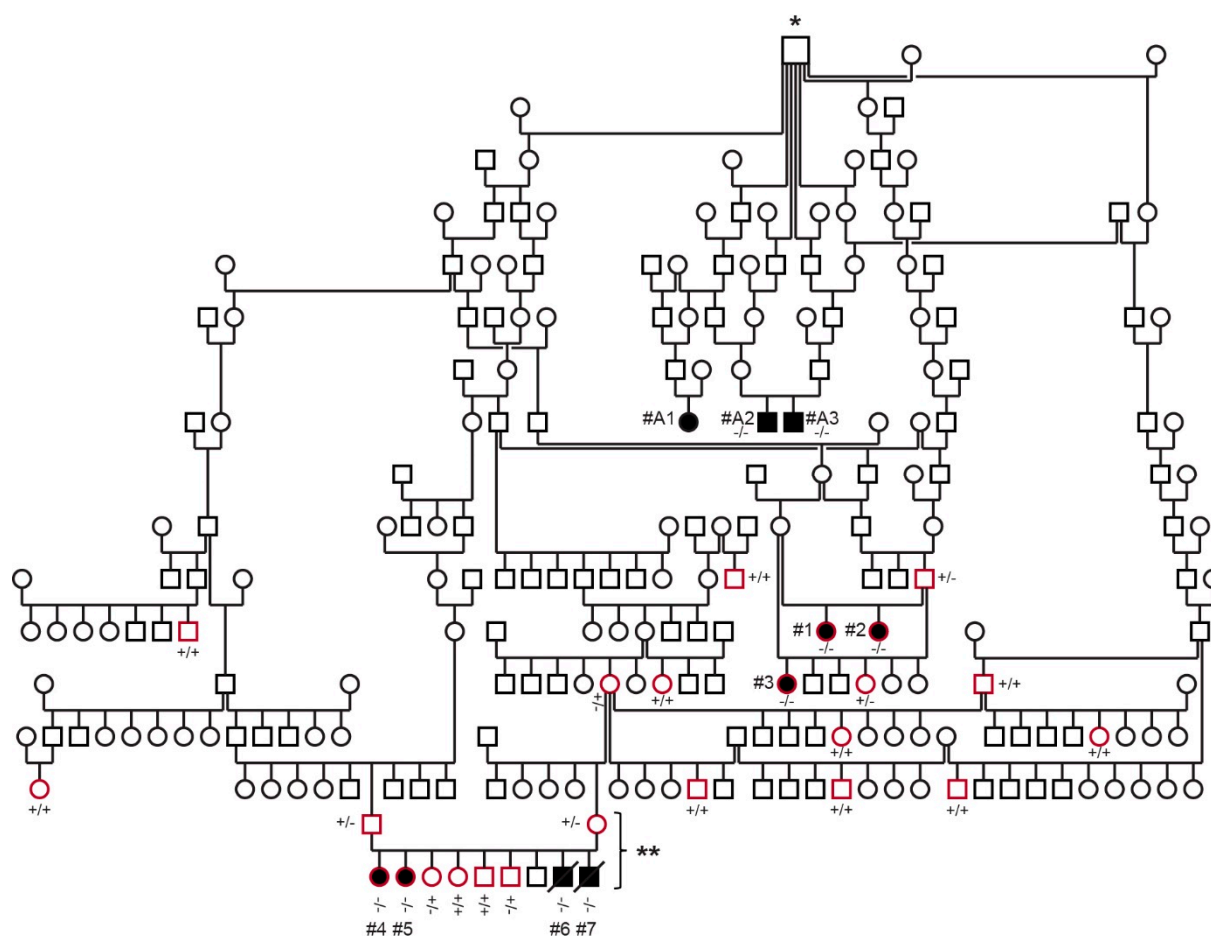 *
#A1 #A2 #A3
-/- -/-
+/+ +/-
#1 #2
+/+ -/- -/-
#3 +/+
-/+ +/+ -/- +/-
+/+ +/+
+/+ +/+ +/+ +/+
+/- +/-
**
-/- -/- -/+ +/+ +/+ -/+ -/- -/-
#4 #5 #6 #7